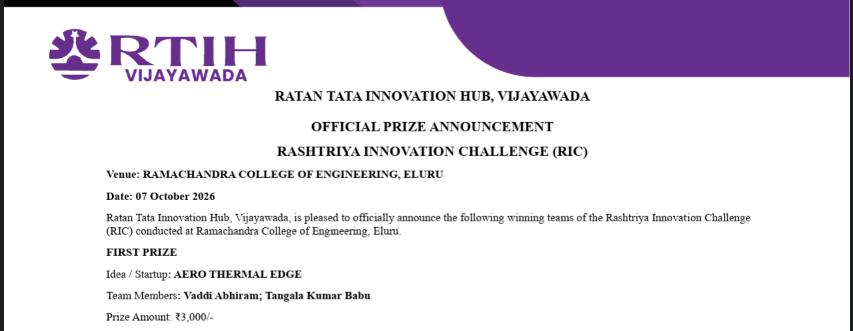 RTIH
VIJAYAWADA
RATAN TATA INNOVATION HUB, VIJAYAWADA
OFFICIAL PRIZE ANNOUNCEMENT
RASHTRIYA INNOVATION CHALLENGE (RIC)
Venue: RAMACHANDRA COLLEGE OF ENGINEERING, ELURU
Date: 07 October 2026
Ratan Tata Innovation Hub, Vijayawada, is pleased to officially announce the following winning teams of the Rashtriya Innovation Challenge
(RIC) conducted at Ramachandra College of Engineering, Eluru.
FIRST PRIZE
Idea / Startup: AERO THERMAL EDGE
Team Members: Vaddi Abhiram; Tangala Kumar Babu
Prize Amount: ₹3,000/-